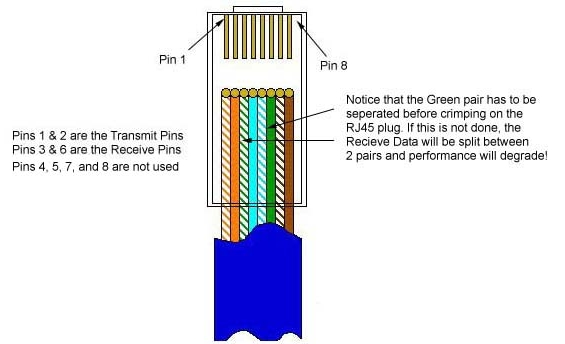 Pin 1
Pin 8
Pins 1 & 2 are the Transmit Pins
Pins 3 & 6 are the Receive Pins
Pins 4, 5, 7, and 8 are not used
Notice that the Green pair has to be
seperated before crimping on the
RJ45 plug. If this is not done, the
Recieve Data will be split between
2 pairs and performance will degrade!